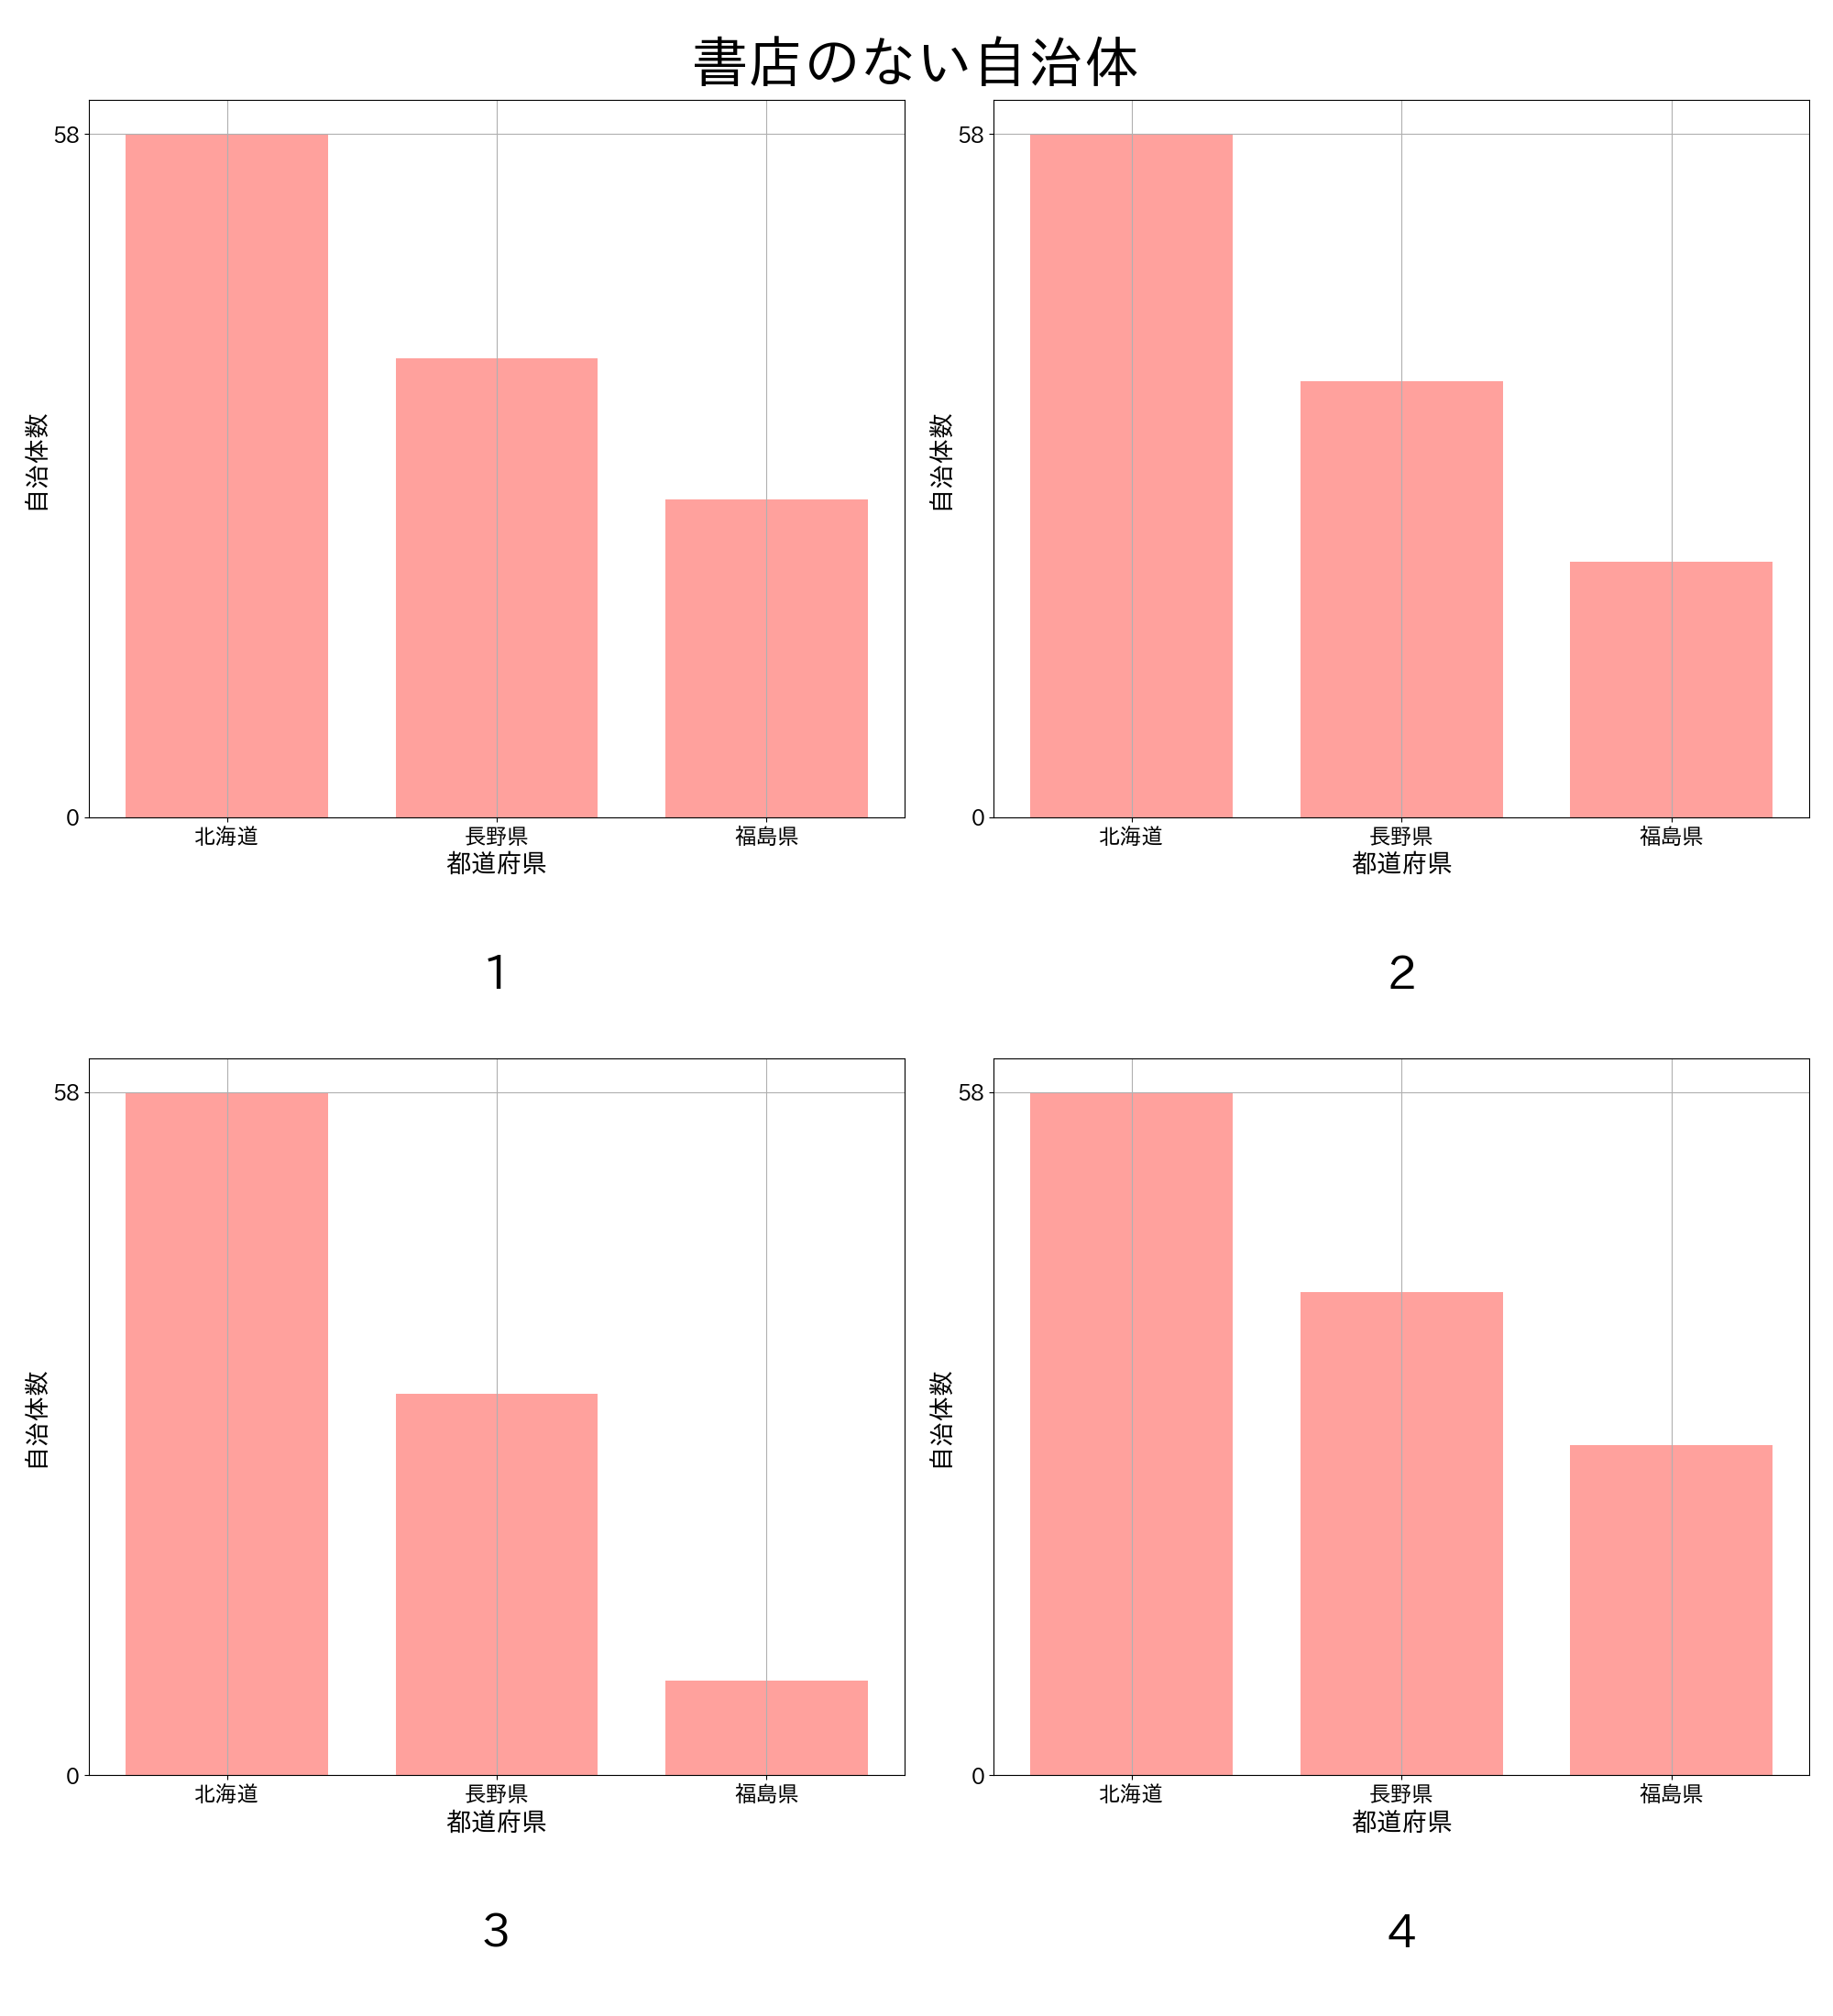 書店のない自治体
58
0
自治体数
北海道
長野県
福島県
都道府県
1
58
0
自治体数
北海道
長野県
福島県
都道府県
2
58
0
自治体数
北海道
長野県
福島県
都道府県
3
58
0
自治体数
北海道
長野県
福島県
都道府県
4